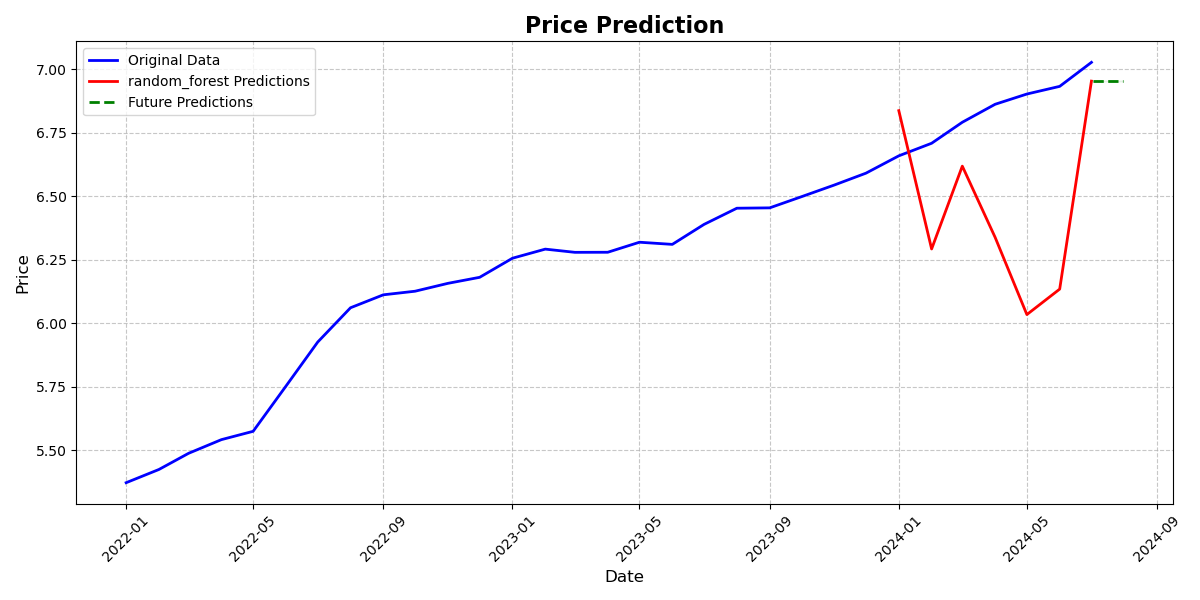 Price Prediction
Original Data
random_forest Predictions
Future Predictions
Price
7.00
6.75
6.50
6.25
6.00
5.75
5.50
2022-01
2022-05
2022-09
2023-01
2023-05
2023-09
2024-01
2024-05
2024-09
Date